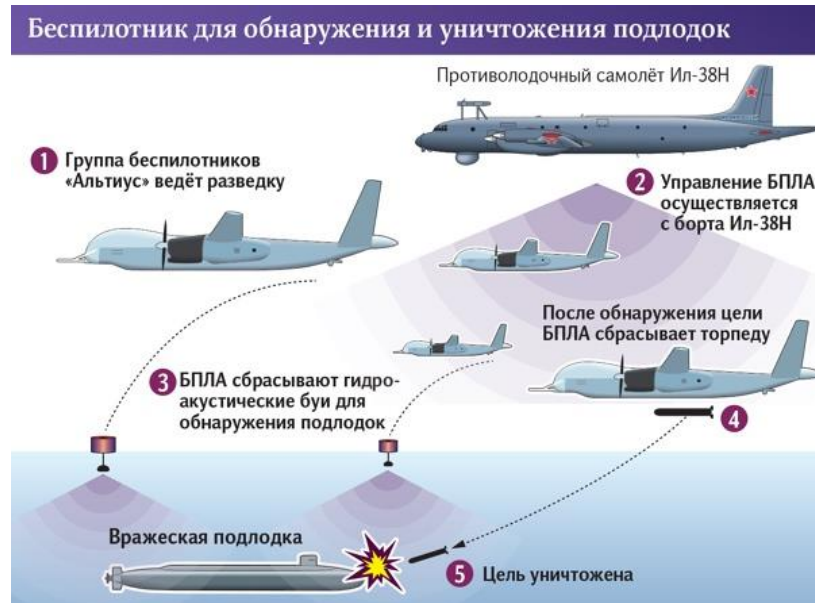 Беспилотник для обнаружения и уничтожения подлодок
Противолодочный самолёт Ил-38Н
1 Группа беспилотников
«Альтиус» ведёт разведку
2 Управление БПЛА
осуществляется
с борта Ил-38Н
3 БПЛА сбрасывают гидро-
акустические буи для
обнаружения подлодок
После обнаружения цели
БПЛА сбрасывает торпеду
4
Вражеская подлодка
5 Цель уничтожена